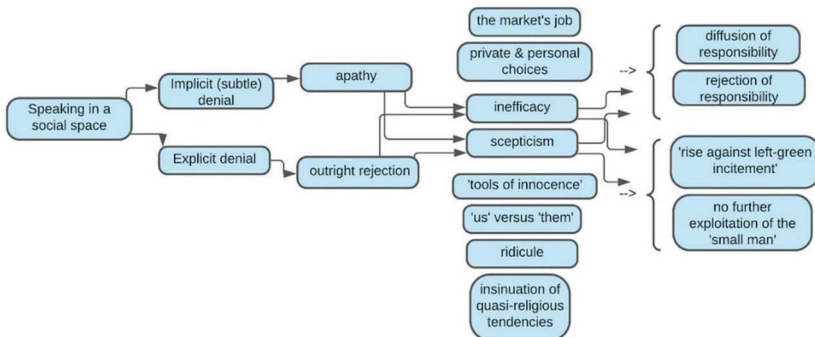 Speaking in a
social space
Implicit (subtle)
denial
Explicit denial
apathy
outright rejection
the market's job
private & personal
choices
inefficacy
scepticism
'tools of innocence'
'us' versus 'them'
ridicule
insinuation of
quasi-religious
tendencies
-->
-->
diffusion of
responsibility
rejection of
responsibility
'rise against left-green
incitement'
no further
exploitation of the
'small man'